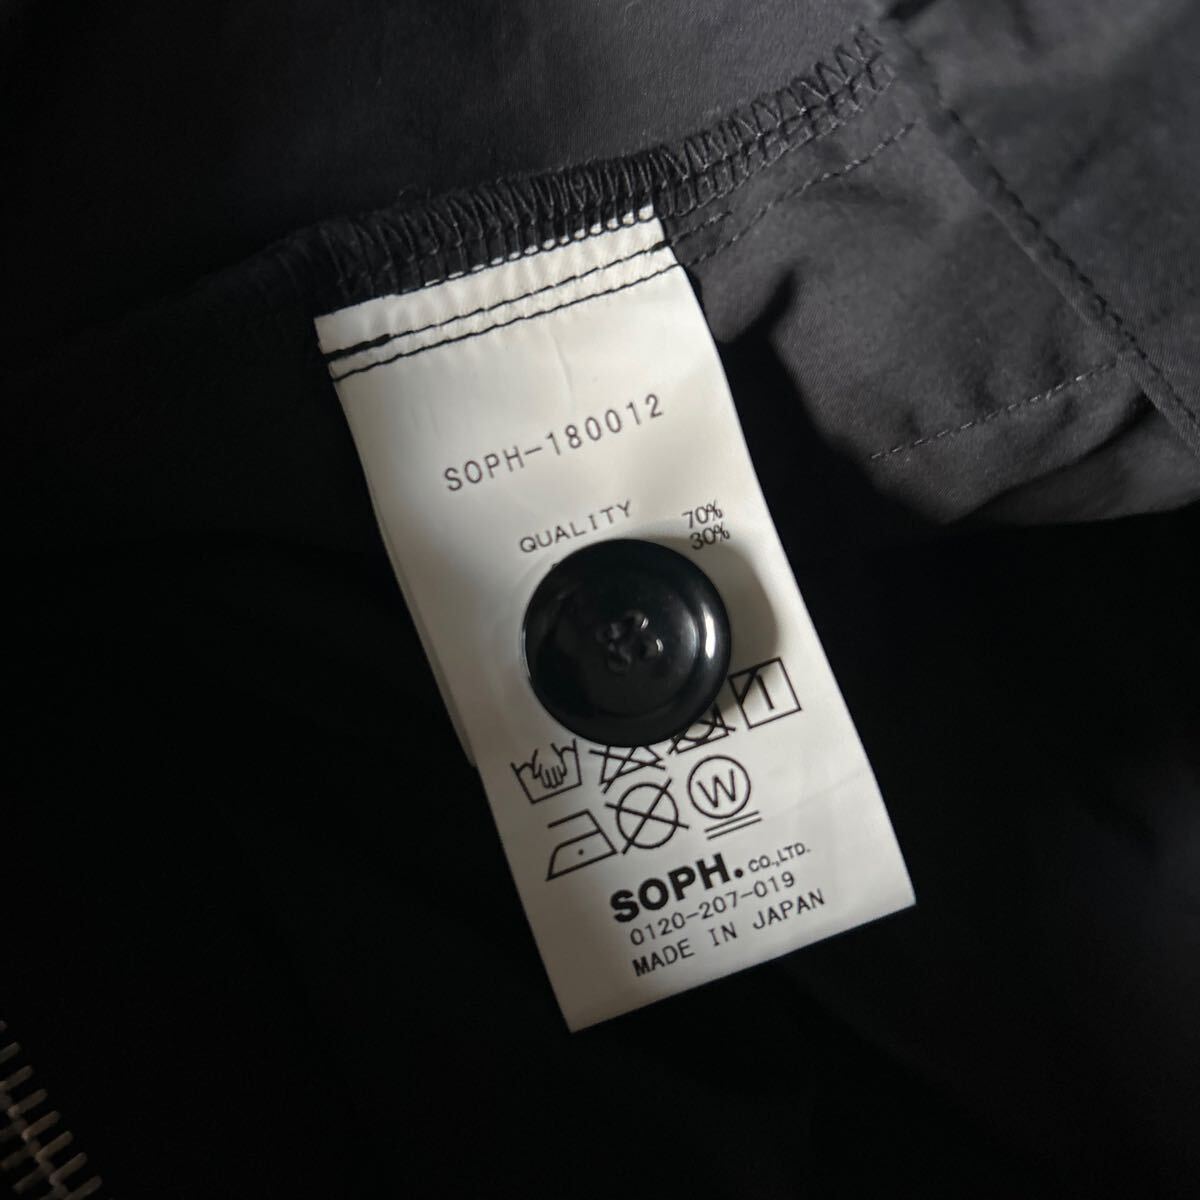 SOPH-180012
QUALITY 70%
30%
W
SOPH. CO.,LTD.
0120-207-019
MADE IN JAPAN